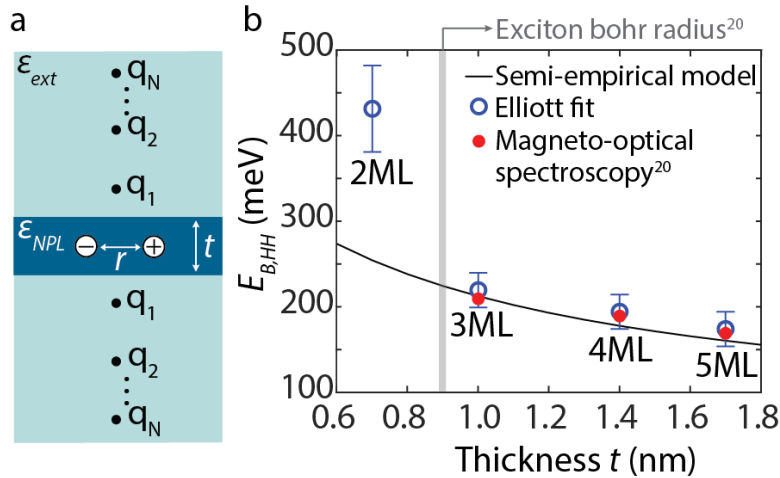 a
ε_ext
q_N
q_2
q_1
ε_NPL
− r + t
q_1
q_2
q_N
b
Exciton bohr radius^20
Semi-empirical model
Elliott fit
Magneto-optical
spectroscopy^20
E_B,HH (meV)
500
400
300
200
100
2ML
3ML
4ML
5ML
0.6 0.8 1.0 1.2 1.4 1.6 1.8
Thickness t (nm)